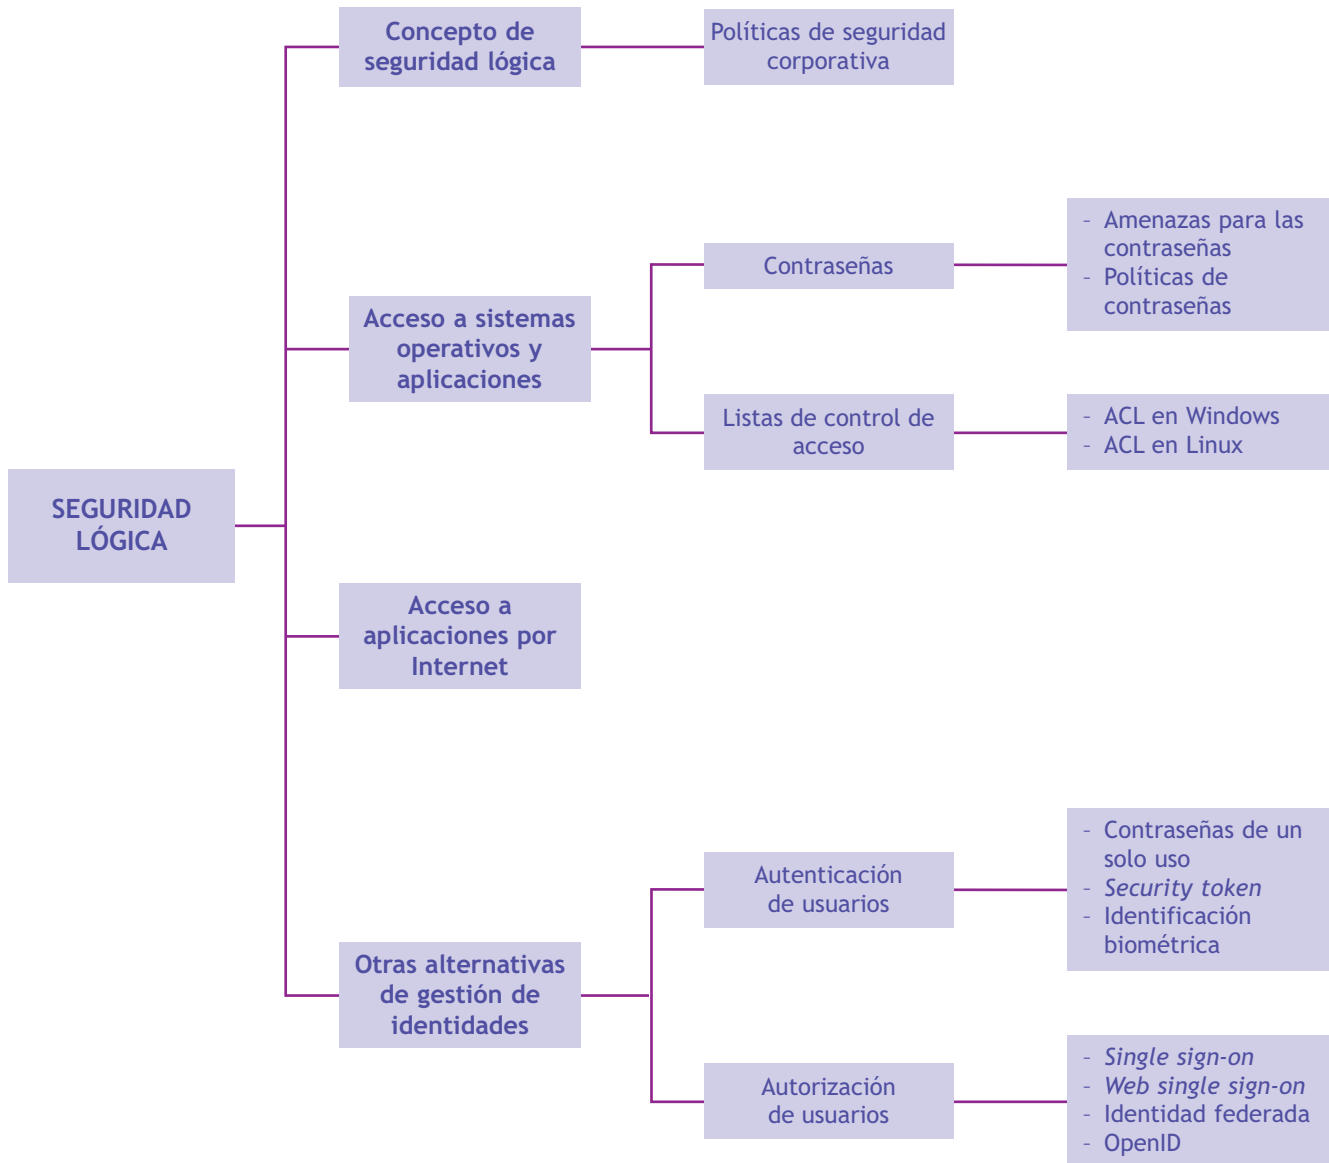 Concepto de
seguridad lógica
Políticas de seguridad
corporativa
Acceso a sistemas
operativos y
aplicaciones
Contraseñas
- Amenazas para las
contraseñas
- Políticas de
contraseñas
Listas de control de
acceso
- ACL en Windows
- ACL en Linux
SEGURIDAD
LÓGICA
Acceso a
aplicaciones por
Internet
Otras alternativas
de gestión de
identidades
Autenticación
de usuarios
- Contraseñas de un
solo uso
- Security token
- Identificación
biométrica
Autorización
de usuarios
- Single sign-on
- Web single sign-on
- Identidad federada
- OpenID